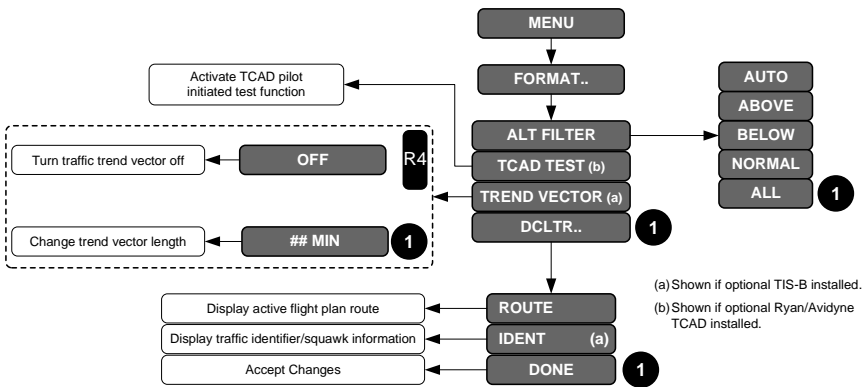 MENU
FORMAT..
Activate TCAD pilot
initiated test function
ALT FILTER
TCAD TEST (b)
TREND VECTOR (a)
DCLTR..
1
AUTO
ABOVE
BELOW
NORMAL
ALL
1
R4
Turn traffic trend vector off
OFF
Change trend vector length
## MIN
1
(a) Shown if optional TIS-B installed.
(b) Shown if optional Ryan/Avidyne
TCAD installed.
Display active flight plan route
ROUTE
Display traffic identifier/squawk information
IDENT (a)
Accept Changes
DONE
1